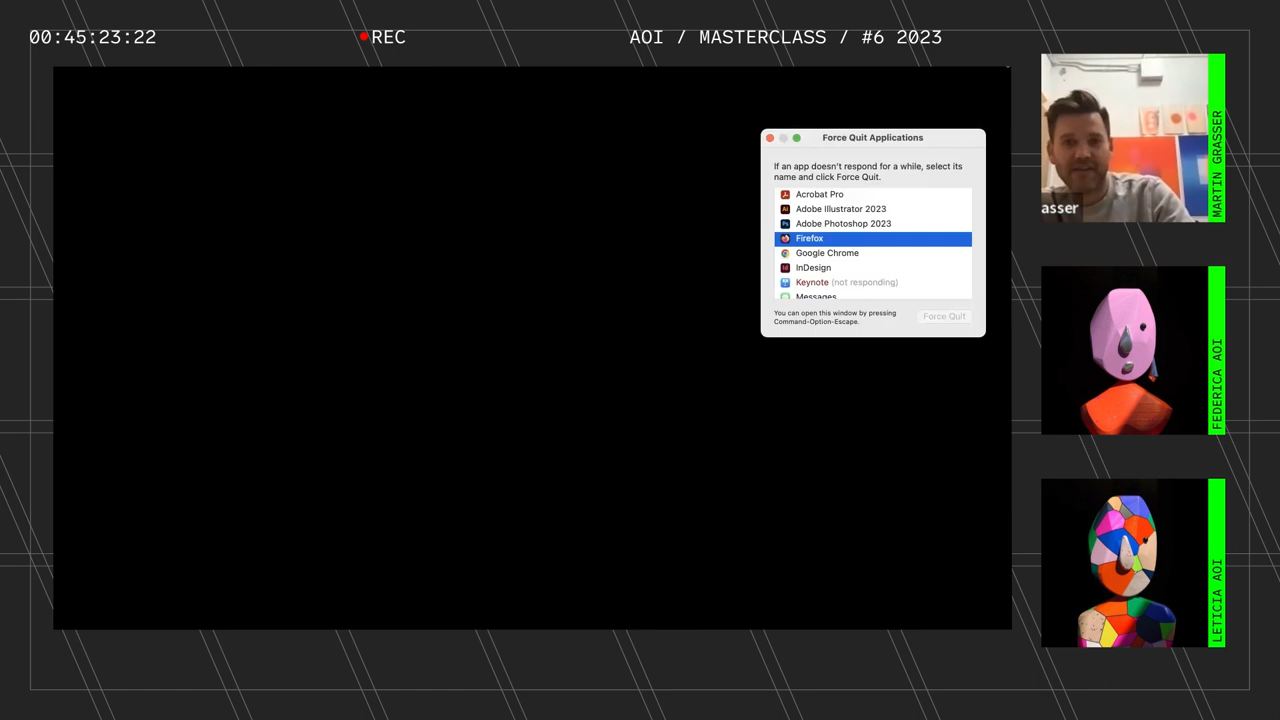 00:45:23:22
REC
AOI / MASTERCLASS / #6 2023
Force Quit Applications
If an app doesn't respond for a while, select its
name and click Force Quit.
Acrobat Pro
Adobe Illustrator 2023
Adobe Photoshop 2023
Firefox
Google Chrome
InDesign
Keynote (not responding)
Messages
You can open this window by pressing
Command-Option-Escape.
Force Quit
MARTIN GRASSER
asser
FEDERICA AOI
LETICIA AOI